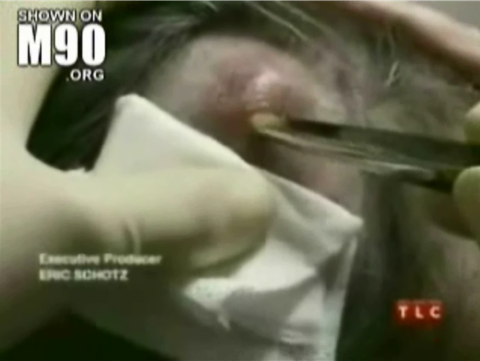 SHOWN ON
M90
.ORG
Executive Producer
ERIC SCHOTZ
TLC